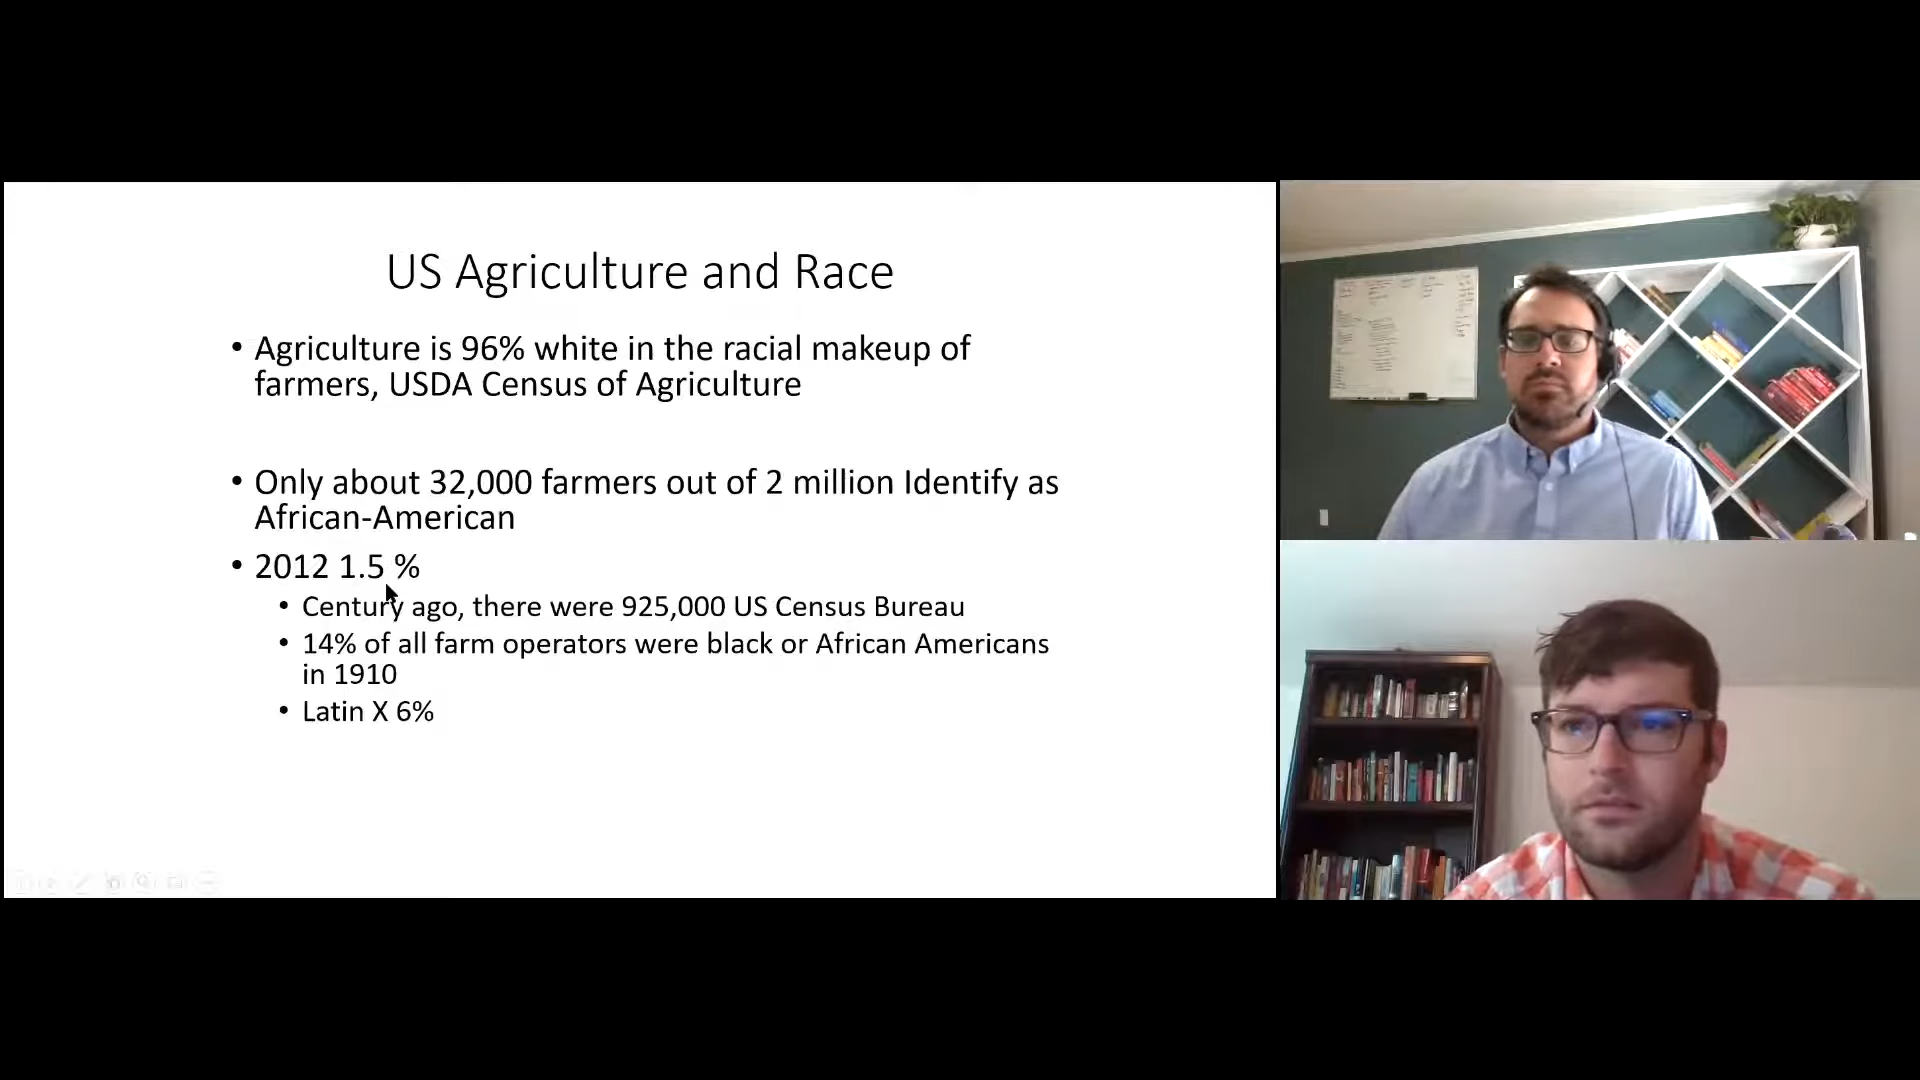 US Agriculture and Race
• Agriculture is 96% white in the racial makeup of
farmers, USDA Census of Agriculture
• Only about 32,000 farmers out of 2 million Identify as
African-American
• 2012 1.5 %
• Century ago, there were 925,000 US Census Bureau
• 14% of all farm operators were black or African Americans
in 1910
• Latin X 6%